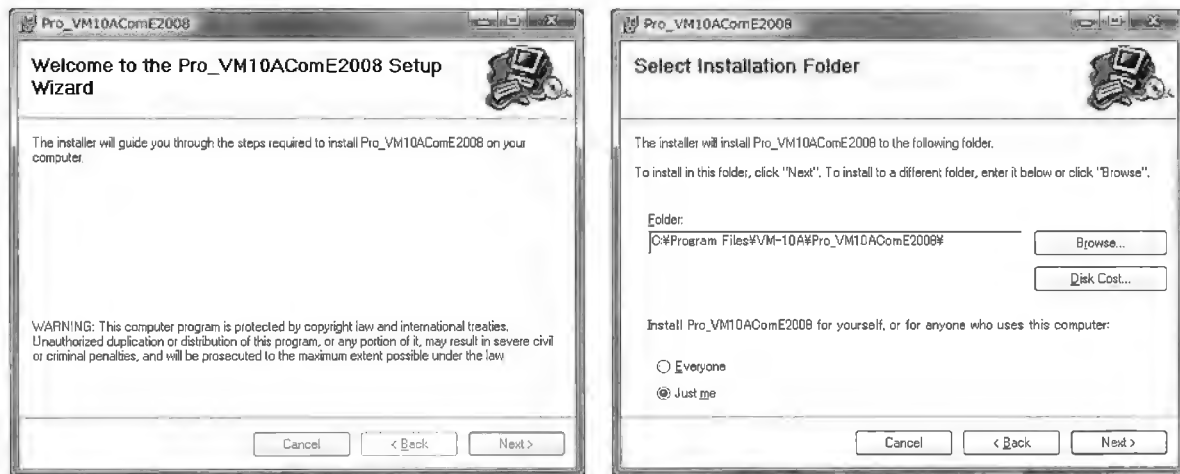 Pro_VM10AComE2008
Welcome to the Pro_VM10AComE2008 Setup
Wizard
The installer will guide you through the steps required to install Pro_VM10AComE2008 on your
computer.
WARNING: This computer program is protected by copyright law and international treaties.
Unauthorized duplication or distribution of this program, or any portion of it, may result in severe civil
or criminal penalties, and will be prosecuted to the maximum extent possible under the law.
Cancel
< Back
Next >
Pro_VM10AComE2008
Select Installation Folder
The installer will install Pro_VM10AComE2008 to the following folder.
To install in this folder, click "Next". To install to a different folder, enter it below or click "Browse".
Folder:
C:¥Program Files¥VM-10A¥Pro_VM10AComE2008¥
Browse...
Disk Cost...
Install Pro_VM10AComE2008 for yourself, or for anyone who uses this computer:
Everyone
Just me
Cancel
< Back
Next >